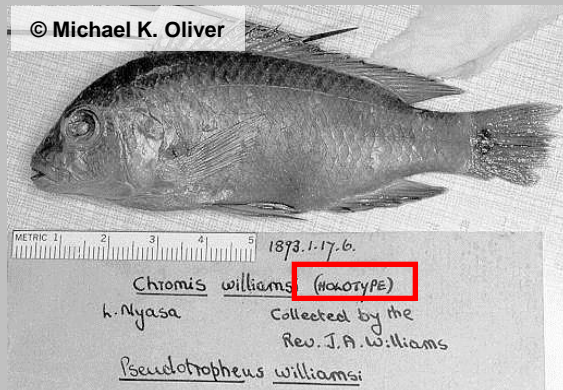 © Michael K. Oliver
METRIC 1 2 3 4 5
1893.1.17.6.
Chromis williamsi (HOLOTYPE)
L. Nyasa Collected by the
Rev. J.A. Williams
Pseudotropheus williamsi